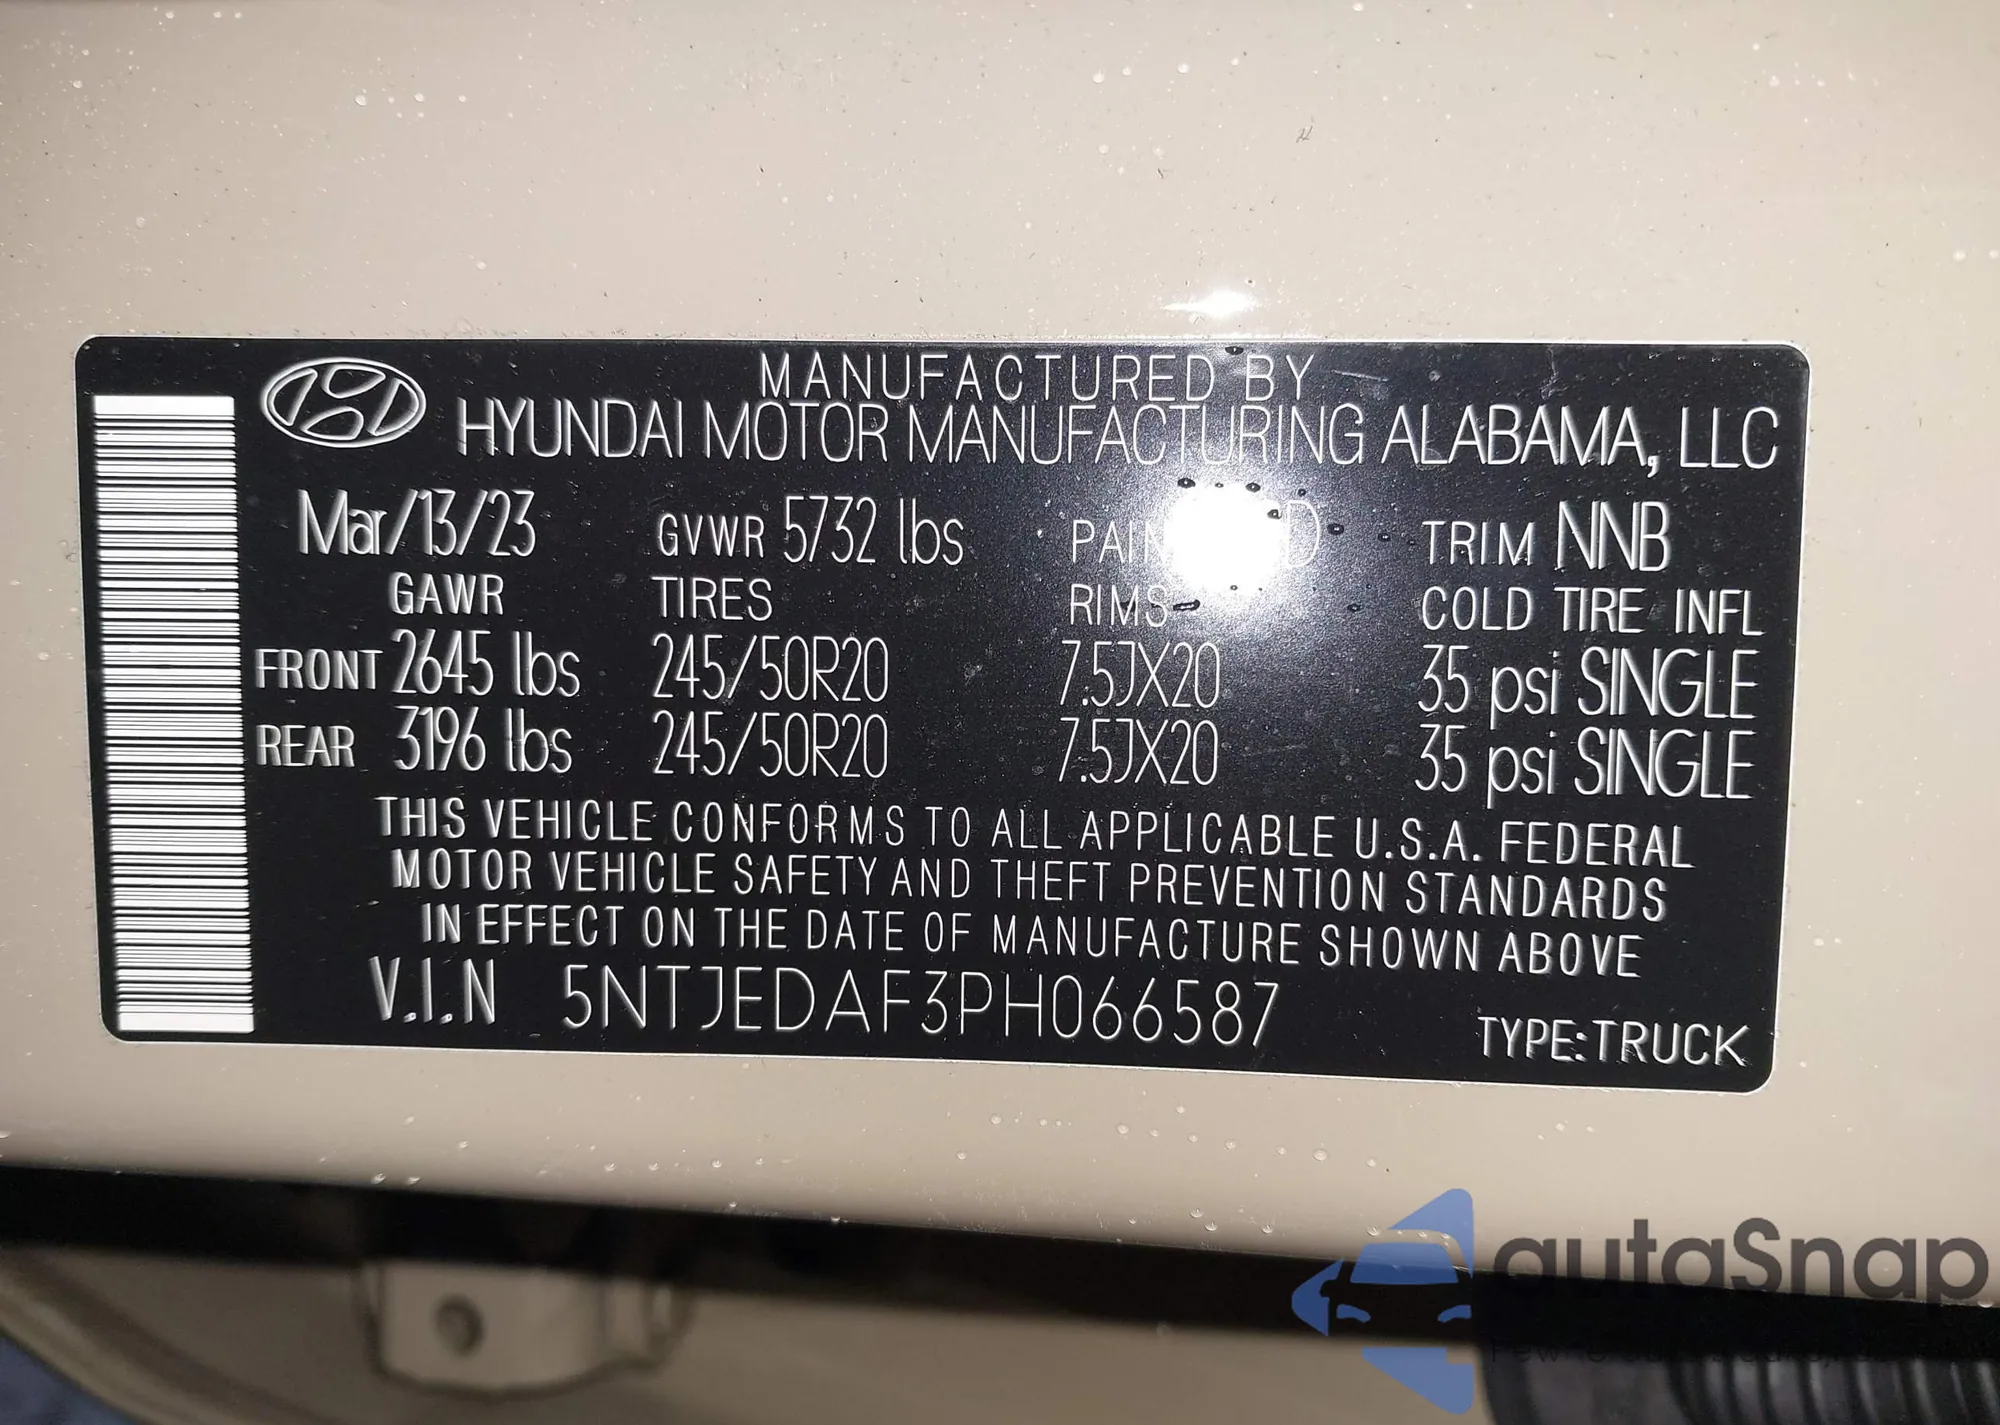 MANUFACTURED BY
HYUNDAI MOTOR MANUFACTURING ALABAMA, LLC
Mar/13/23 GVWR 5732 lbs TRIM NNB
GAWR TIRES RIMS COLD TIRE INFL
FRONT 2645 lbs 245/50R20 7.5JX20 35 psi SINGLE
REAR 3196 lbs 245/50R20 7.5JX20 35 psi SINGLE
THIS VEHICLE CONFORMS TO ALL APPLICABLE U.S.A. FEDERAL
MOTOR VEHICLE SAFETY AND THEFT PREVENTION STANDARDS
IN EFFECT ON THE DATE OF MANUFACTURE SHOWN ABOVE
V.I.N 5NTJEDAF3PH066587
TYPE:TRUCK
autaSnap